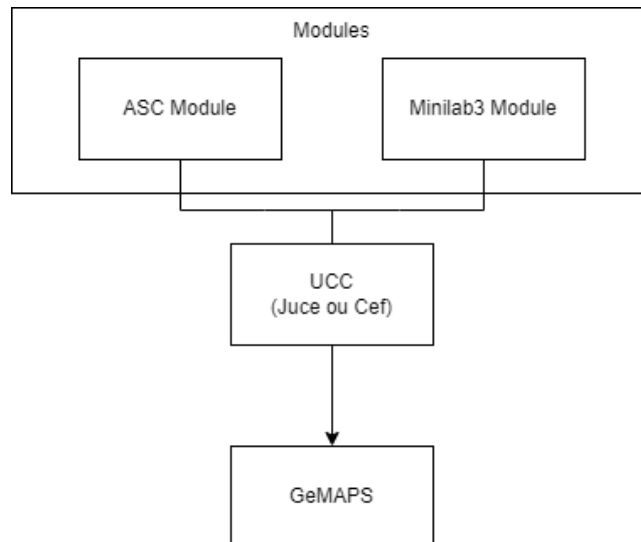 Modules
ASC Module
Minilab3 Module
UCC
(Juce ou Cef)
GeMAPS